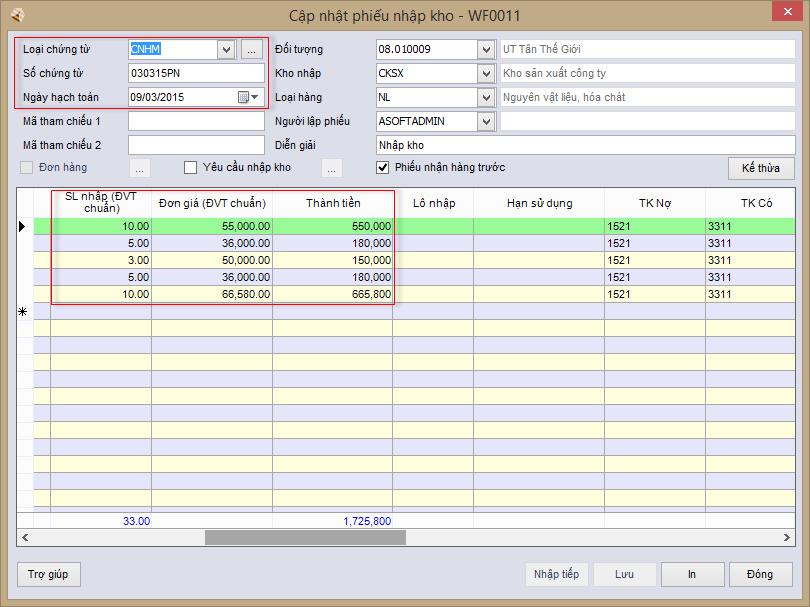 Cập nhật phiếu nhập kho - WF0011
Loại chứng từ CNHM ... Đối tượng 08.010009 UT Tân Thế Giới
Số chứng từ 030315PN Kho nhập CKSX Kho sản xuất công ty
Ngày hạch toán 09/03/2015 Loại hàng NL Nguyên vật liệu, hóa chát
Mã tham chiếu 1 Người lập phiếu ASOFTADMIN
Mã tham chiếu 2 Diễn giải Nhập kho
Đơn hàng ... Yêu cầu nhập kho ... Phiếu nhận hàng trước Kế thừa
SL nhập (ĐVT chuẩn) Đơn giá (ĐVT chuẩn) Thành tiền Lô nhập Hạn sử dụng TK Nợ TK Có
10.00 55,000.00 550,000 1521 3311
5.00 36,000.00 180,000 1521 3311
3.00 50,000.00 150,000 1521 3311
5.00 36,000.00 180,000 1521 3311
10.00 66,580.00 665,800 1521 3311
33.00 1,725,800
Trợ giúp Nhập tiếp Lưu In Đóng